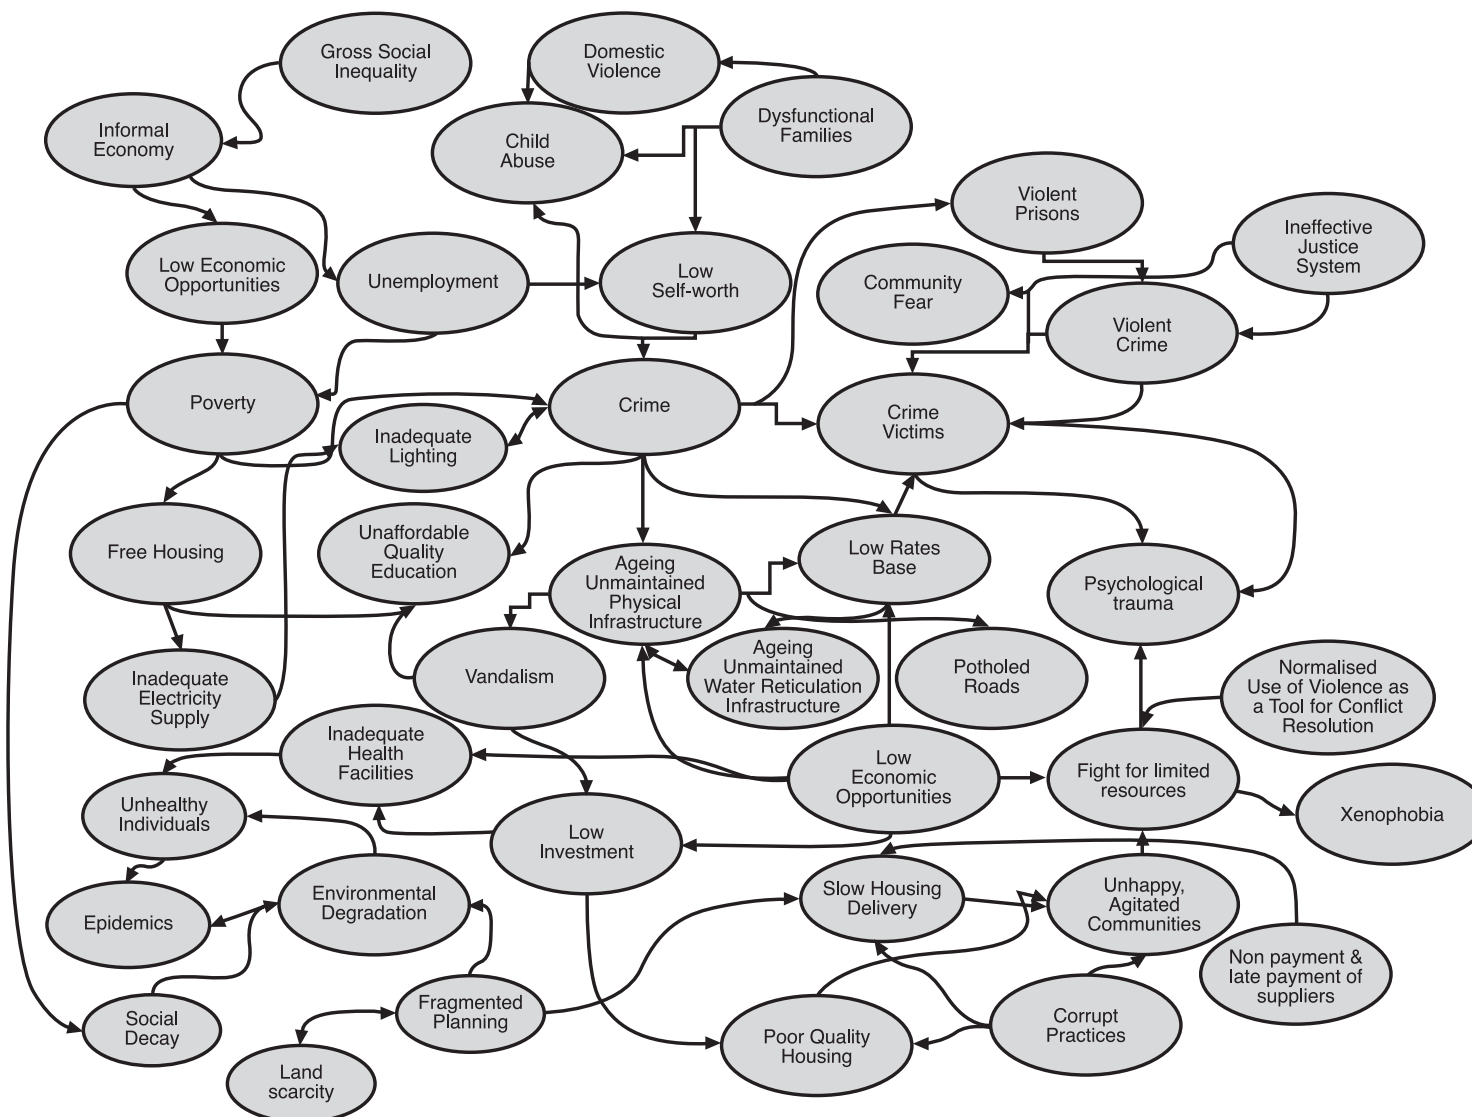 Gross Social
Inequality
Domestic
Violence
Dysfunctional
Families
Informal
Economy
Child
Abuse
Violent
Prisons
Ineffective
Justice
System
Low Economic
Opportunities
Unemployment
Low
Self-worth
Community
Fear
Violent
Crime
Poverty
Crime
Inadequate
Lighting
Crime
Victims
Free Housing
Unaffordable
Quality
Education
Ageing
Unmaintained
Physical
Infrastructure
Low Rates
Base
Psychological
trauma
Inadequate
Electricity
Supply
Vandalism
Ageing
Unmaintained
Water Reticulation
Infrastructure
Potholed
Roads
Normalised
Use of Violence as
a Tool for Conflict
Resolution
Inadequate
Health
Facilities
Low
Economic
Opportunities
Fight for limited
resources
Xenophobia
Unhealthy
Individuals
Low
Investment
Epidemics
Environmental
Degradation
Slow Housing
Delivery
Unhappy,
Agitated
Communities
Non payment &
late payment of
suppliers
Social
Decay
Fragmented
Planning
Poor Quality
Housing
Corrupt
Practices
Land
scarcity